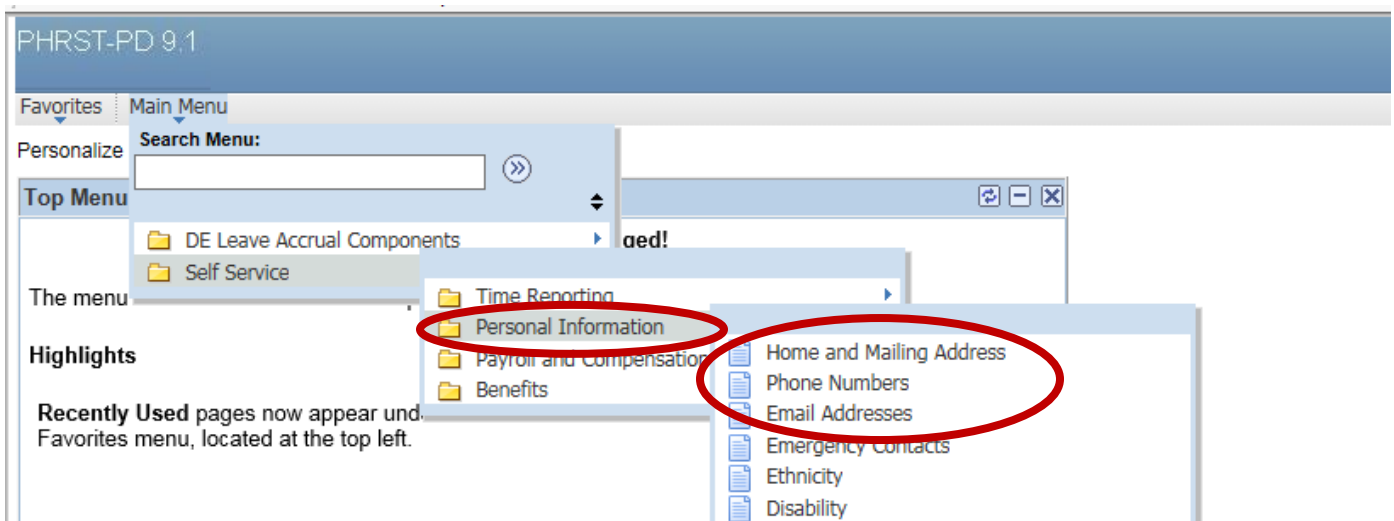 PHRST-PD 9.1
Favorites Main Menu
Personalize
Search Menu:
Top Menu
DE Leave Accrual Components
ged!
Self Service
The menu
Time Reporting
Personal Information
Payroll and Compensation
Benefits
Home and Mailing Address
Phone Numbers
Email Addresses
Emergency Contacts
Ethnicity
Disability
Highlights
Recently Used pages now appear und
Favorites menu, located at the top left.